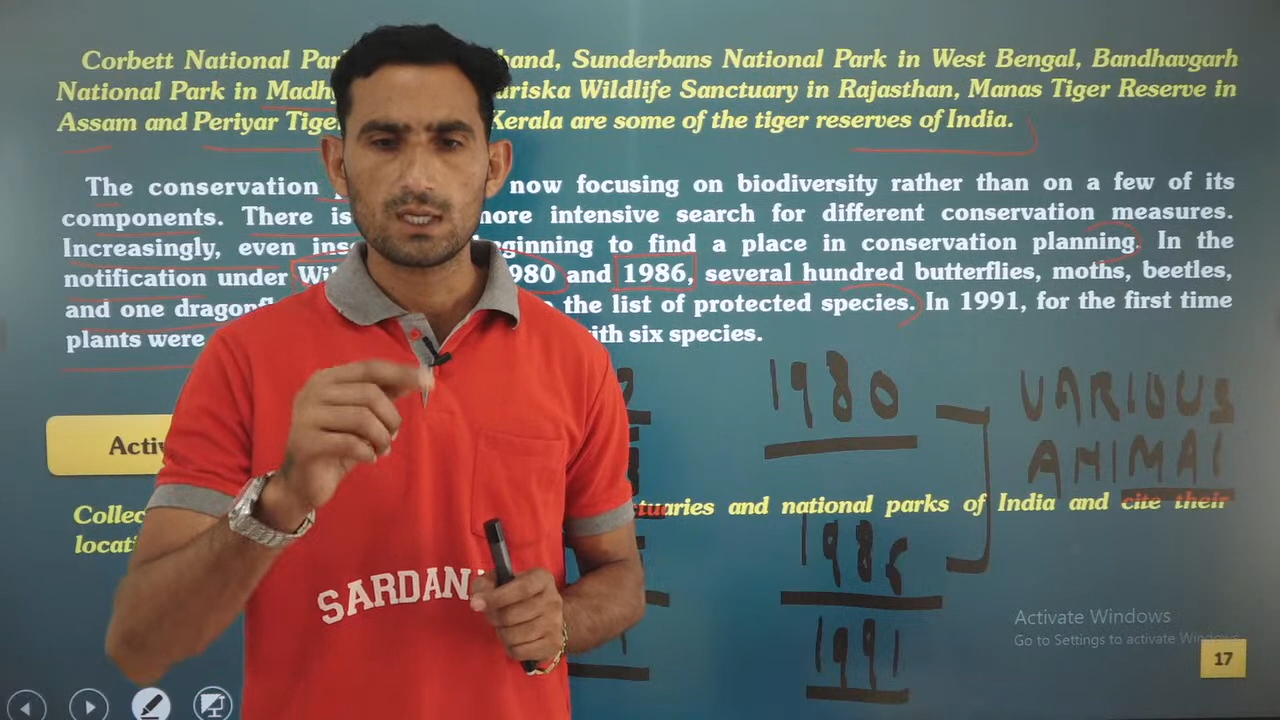 Corbett National Par hand, Sunderbans National Park in West Bengal, Bandhavgarh
National Park in Madhy ariska Wildlife Sanctuary in Rajasthan, Manas Tiger Reserve in
Assam and Periyar Tige Kerala are some of the tiger reserves of India.
The conservation now focusing on biodiversity rather than on a few of its
components. There is more intensive search for different conservation measures.
Increasingly, even inse ginning to find a place in conservation planning. In the
notification under Wil 1980 and 1986, several hundred butterflies, moths, beetles,
and one dragonfl the list of protected species. In 1991, for the first time
plants were ith six species.
1980
VARIOUS
ANIMAL
Activ
Collec tuaries and national parks of India and cite their
locati
1986
1991
SARDANA
Activate Windows
Go to Settings to activate Windows.
17